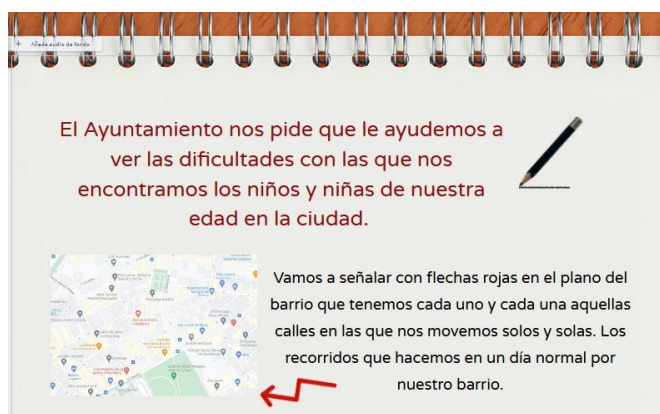 + Añade audio de fondo
El Ayuntamiento nos pide que le ayudemos a
ver las dificultades con las que nos
encontramos los niños y niñas de nuestra
edad en la ciudad.
Vamos a señalar con flechas rojas en el plano del
barrio que tenemos cada uno y cada una aquellas
calles en las que nos movemos solos y solas. Los
recorridos que hacemos en un día normal por
nuestro barrio.